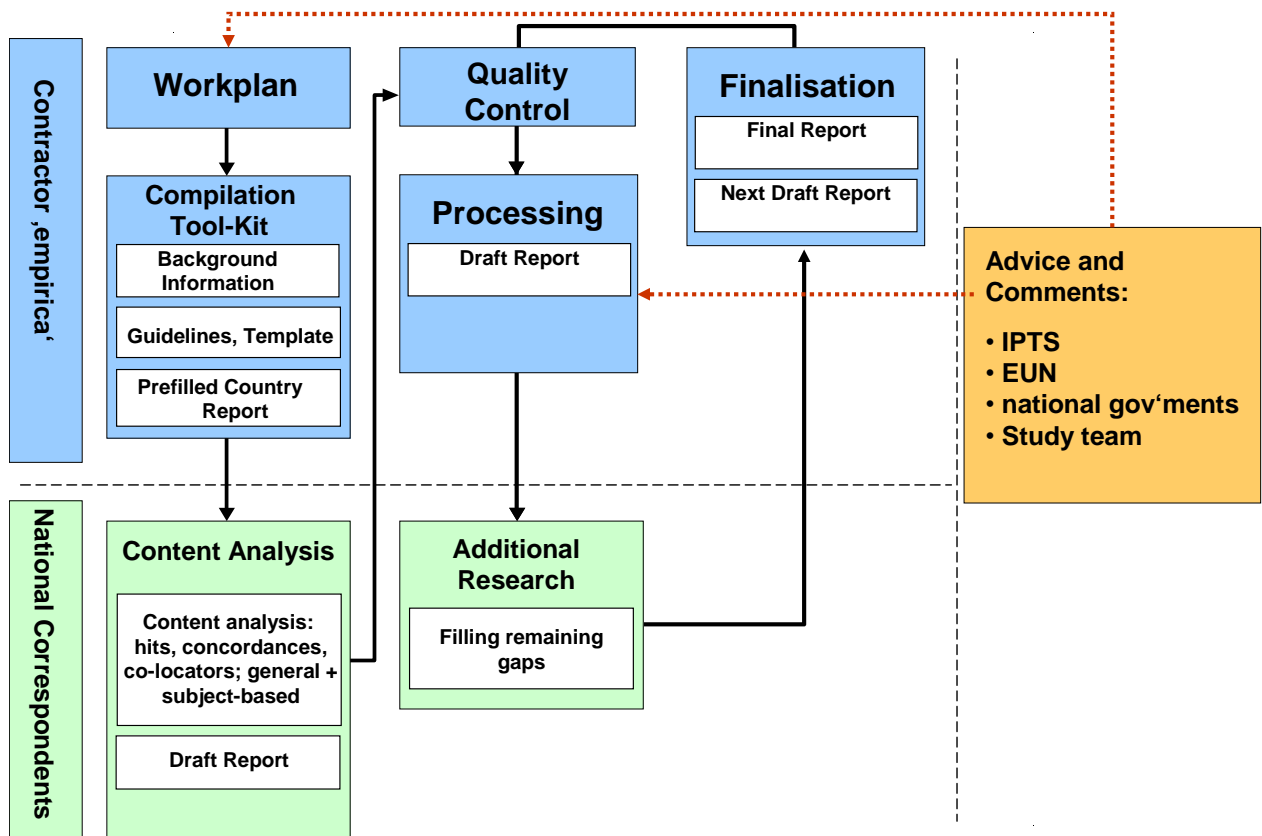 Contractor ‚empirica‘
Workplan
Compilation
Tool-Kit
Background
Information
Guidelines, Template
Prefilled Country
Report
Quality
Control
Processing
Draft Report
Finalisation
Final Report
Next Draft Report
Advice and
Comments:
• IPTS
• EUN
• national gov‘ments
• Study team
National Correspondents
Content Analysis
Content analysis:
hits, concordances,
co-locators; general +
subject-based
Draft Report
Additional
Research
Filling remaining
gaps